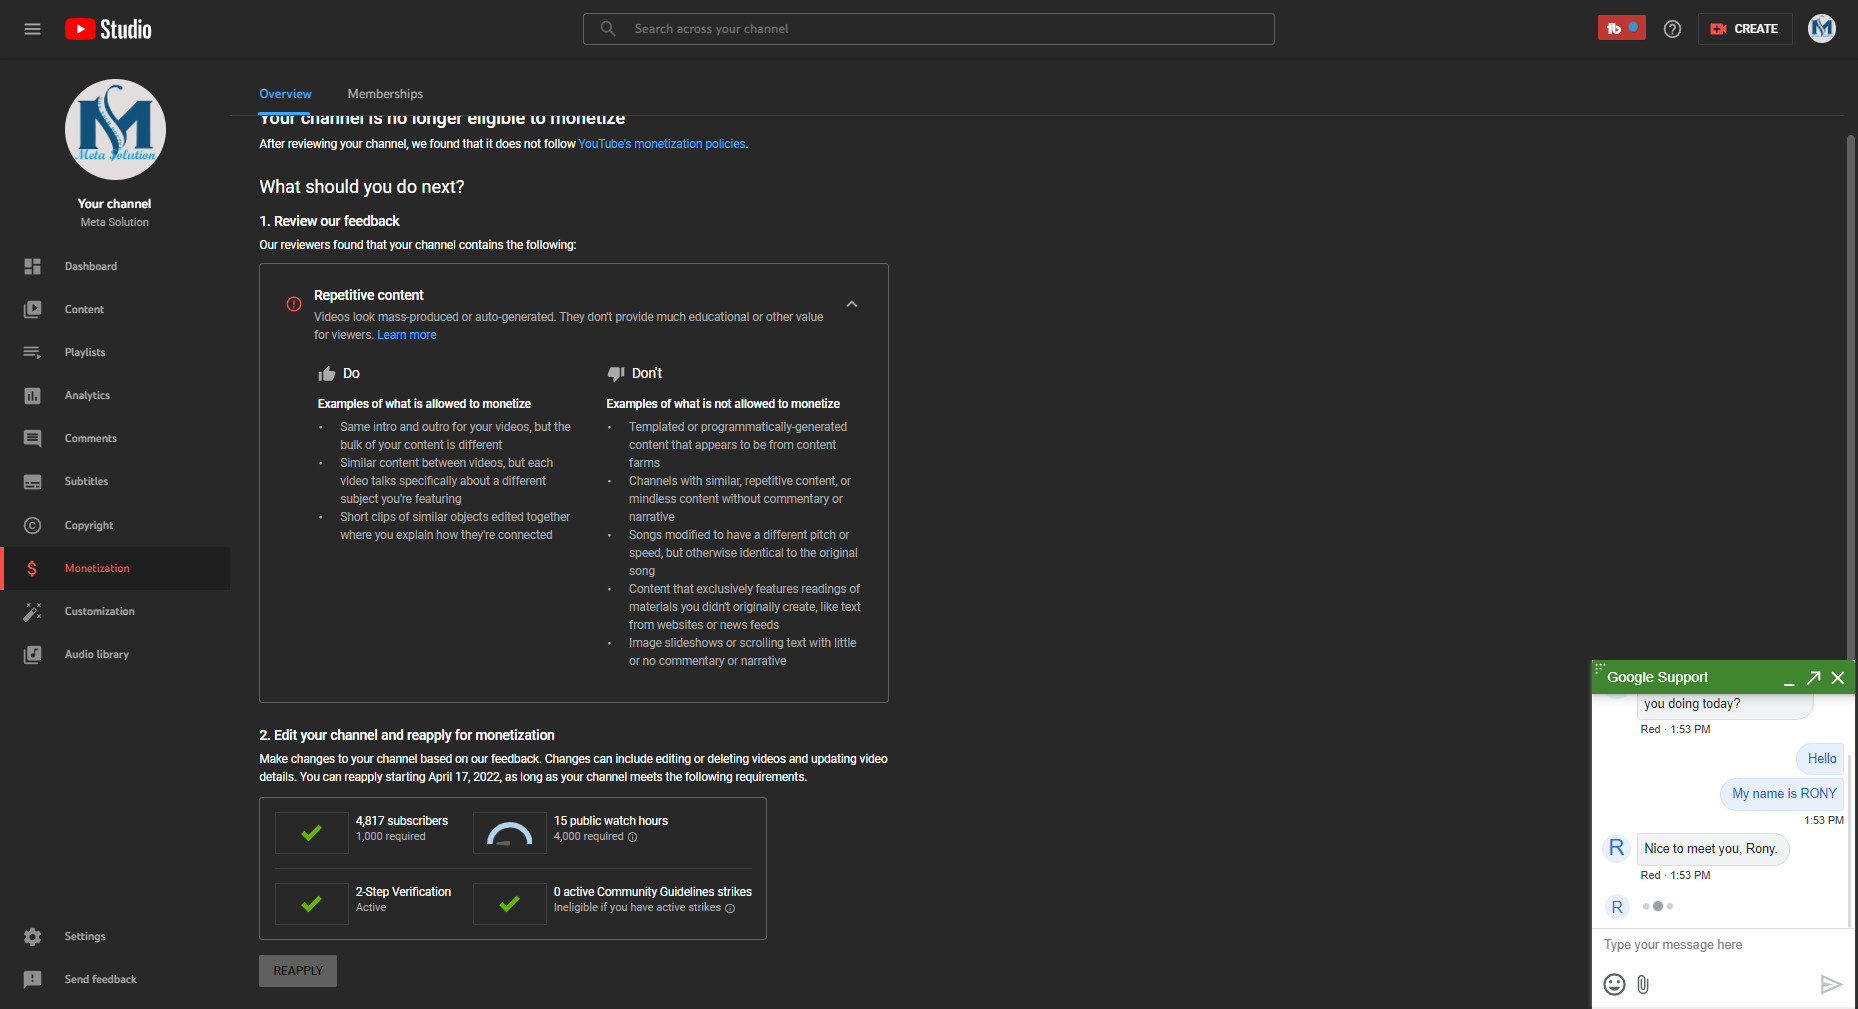 Studio
Search across your channel
CREATE
Meta Solution
Your channel
Meta Solution
Dashboard
Content
Playlists
Analytics
Comments
Subtitles
Copyright
Monetization
Customization
Audio library
Settings
Send feedback
Overview
Memberships
Your channel is no longer eligible to monetize
After reviewing your channel, we found that it does not follow YouTube's monetization policies.
What should you do next?
1. Review our feedback
Our reviewers found that your channel contains the following:
Repetitive content
Videos look mass-produced or auto-generated. They don't provide much educational or other value
for viewers. Learn more
Do
Examples of what is allowed to monetize
• Same intro and outro for your videos, but the
bulk of your content is different
• Similar content between videos, but each
video talks specifically about a different
subject you're featuring
• Short clips of similar objects edited together
where you explain how they're connected
Don't
Examples of what is not allowed to monetize
• Templated or programmatically-generated
content that appears to be from content
farms
• Channels with similar, repetitive content, or
mindless content without commentary or
narrative
• Songs modified to have a different pitch or
speed, but otherwise identical to the original
song
• Content that exclusively features readings of
materials you didn't originally create, like text
from websites or news feeds
• Image slideshows or scrolling text with little
or no commentary or narrative
2. Edit your channel and reapply for monetization
Make changes to your channel based on our feedback. Changes can include editing or deleting videos and updating video
details. You can reapply starting April 17, 2022, as long as your channel meets the following requirements.
4,817 subscribers
1,000 required
15 public watch hours
4,000 required
2-Step Verification
Active
0 active Community Guidelines strikes
Ineligible if you have active strikes
REAPPLY
Google Support
you doing today?
Red · 1:53 PM
Hello
My name is RONY
1:53 PM
R
Nice to meet you, Rony.
Red · 1:53 PM
R
Type your message here